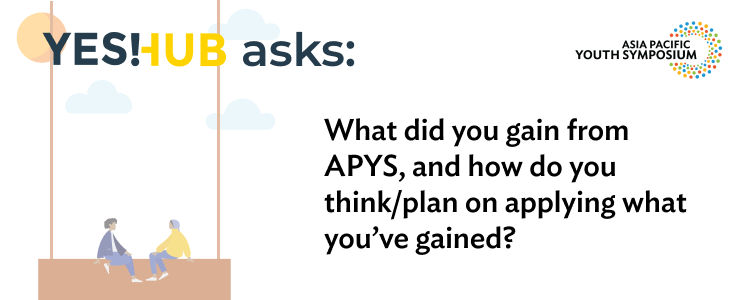 YES!HUB asks:
ASIA PACIFIC
YOUTH SYMPOSIUM
What did you gain from
APYS, and how do you
think/plan on applying what
you’ve gained?